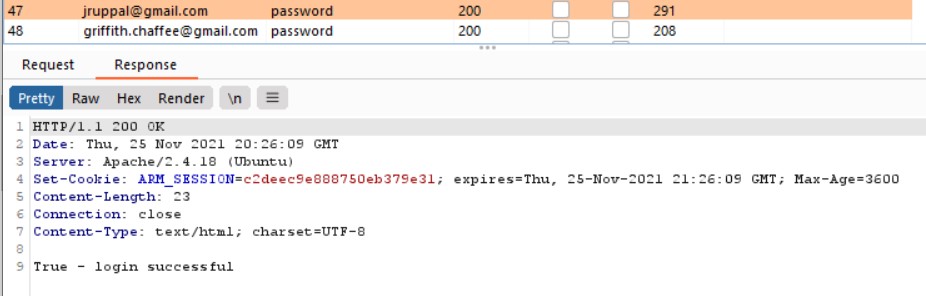 47 jruppal@gmail.com password 200 291
48 griffith.chaffee@gmail.com password 200 208
Request Response
Pretty Raw Hex Render \n
1 HTTP/1.1 200 OK
2 Date: Thu, 25 Nov 2021 20:26:09 GMT
3 Server: Apache/2.4.18 (Ubuntu)
4 Set-Cookie: ARM_SESSION=c2deec9e888750eb379e31; expires=Thu, 25-Nov-2021 21:26:09 GMT; Max-Age=3600
5 Content-Length: 23
6 Connection: close
7 Content-Type: text/html; charset=UTF-8
8
9 True - login successful